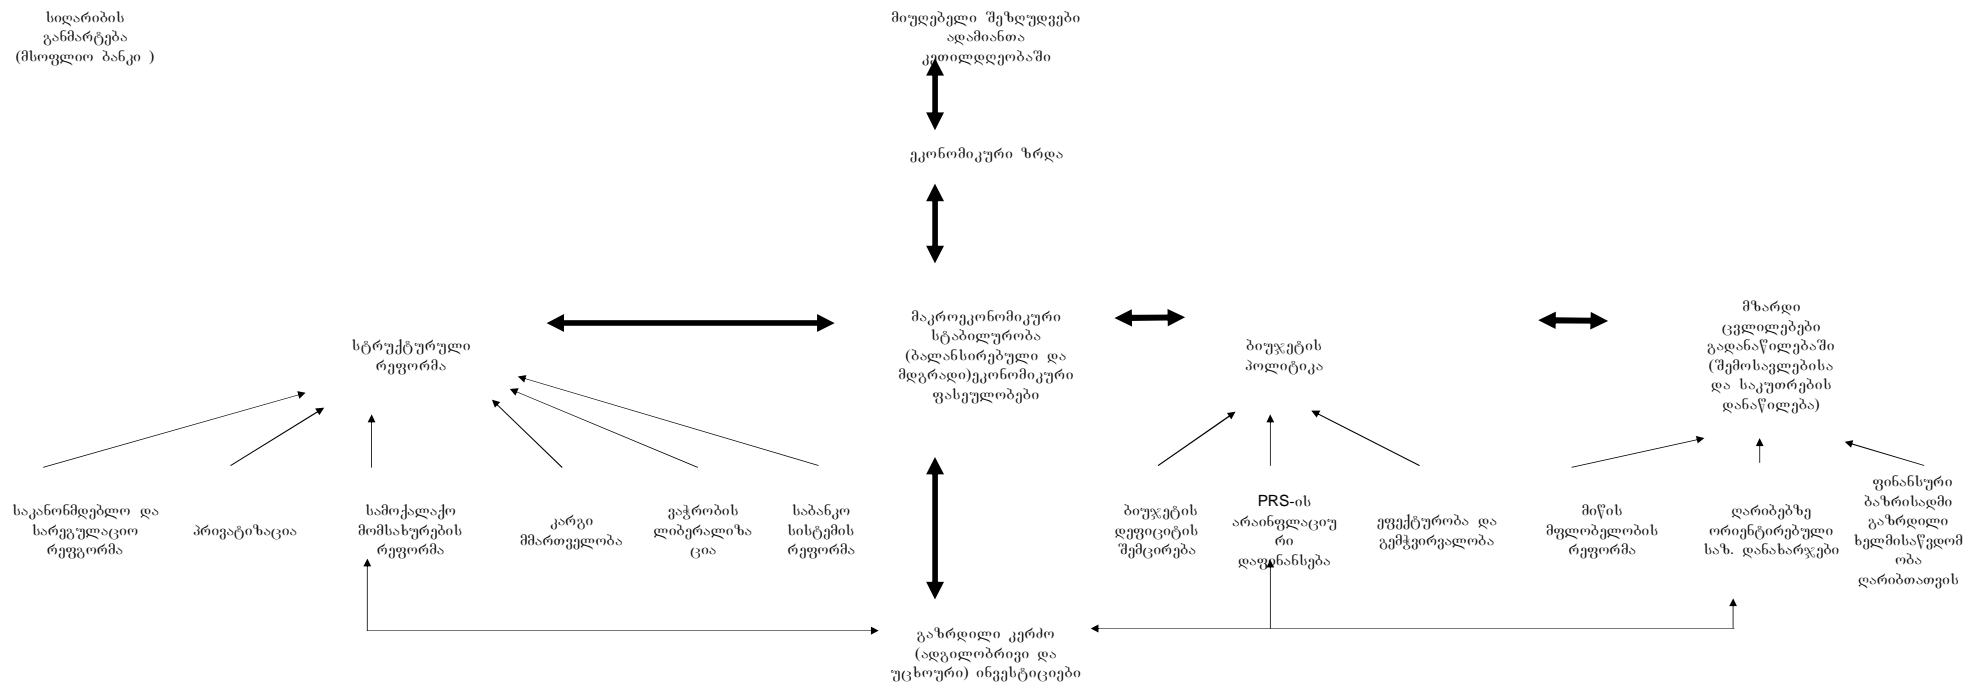 სიღარიბის
განმარტება
(მსოფლიო ბანკი )
მიუღებელი შეზღუდვები
ადამიანთა
კეთილდღეობაში
ეკონომიკური ზრდა
სტრუქტურული
რეფორმა
მაკროეკონომიკური
სტაბილურობა
(ბალანსირებული და
მდგრადი)ეკონომიკური
ფასეულობები
ბიუჯეტის
პოლიტიკა
მზარდი
ცვლილებები
გადანაწილებაში
(შემოსავლებისა
და საკუთრების
დანაწილება)
საკანონმდებლო და
სარეგულაციო
რეფგორმა
პრივატიზაცია
სამოქალაქო
მომსახურების
რეფორმა
კარგი
მმართველობა
ვაჭრობის
ლიბერალიზა
ცია
საბანკო
სისტემის
რეფორმა
ბიუჯეტის
დეფიციტის
შემცირება
PRS-ის
არაინფლაციუ
რი
დაფინანსება
ეფექტურობა და
გემჭვირვალობა
მიწის
მფლობელობის
რეფორმა
ღარიბებზე
ორიენტირებული
საზ. დანახარჯები
ფინანსური
ბაზრისადმი
გაზრდილი
ხელმისაწვდომ
ობა
ღარიბთათვის
გაზრდილი კერძო
(ადგილობრივი და
უცხოური) ინვესტიციები